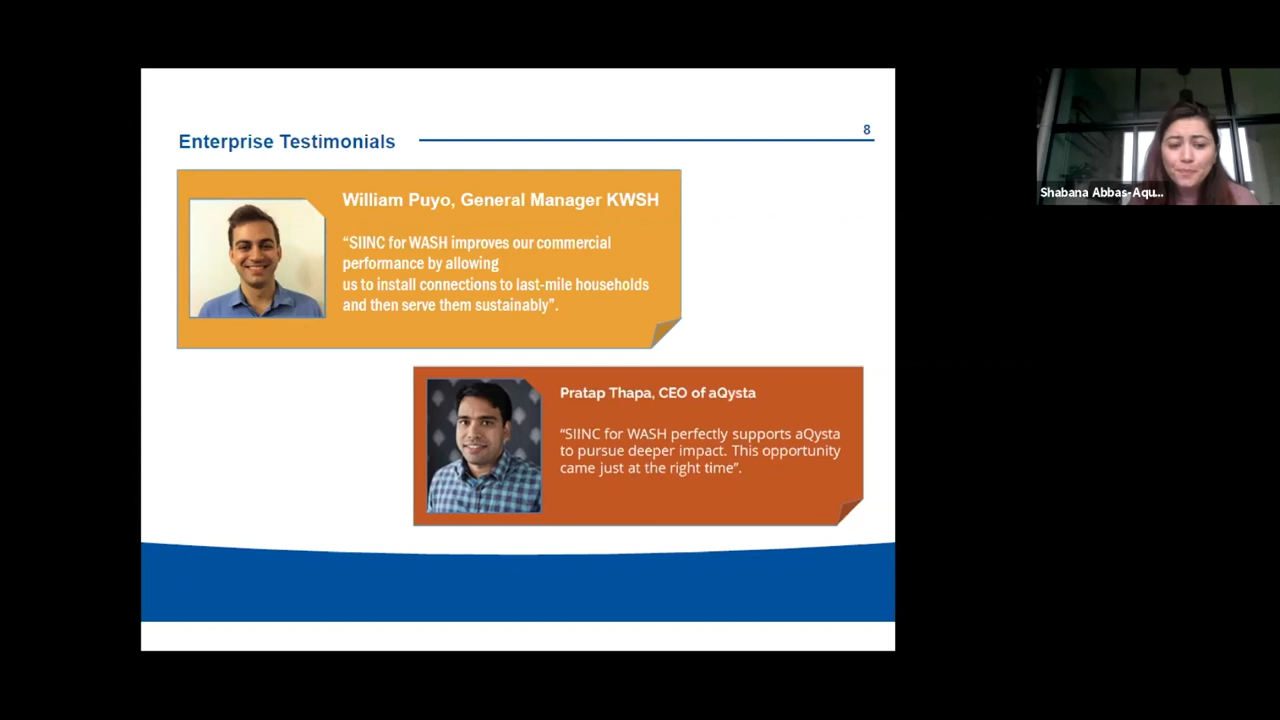 8
Enterprise Testimonials
William Puyo, General Manager KWSH
“SIINC for WASH improves our commercial
performance by allowing
us to install connections to last-mile households
and then serve them sustainably”.
Pratap Thapa, CEO of aQysta
“SIINC for WASH perfectly supports aQysta
to pursue deeper impact. This opportunity
came just at the right time”.
Shabana Abbas-Aqu...